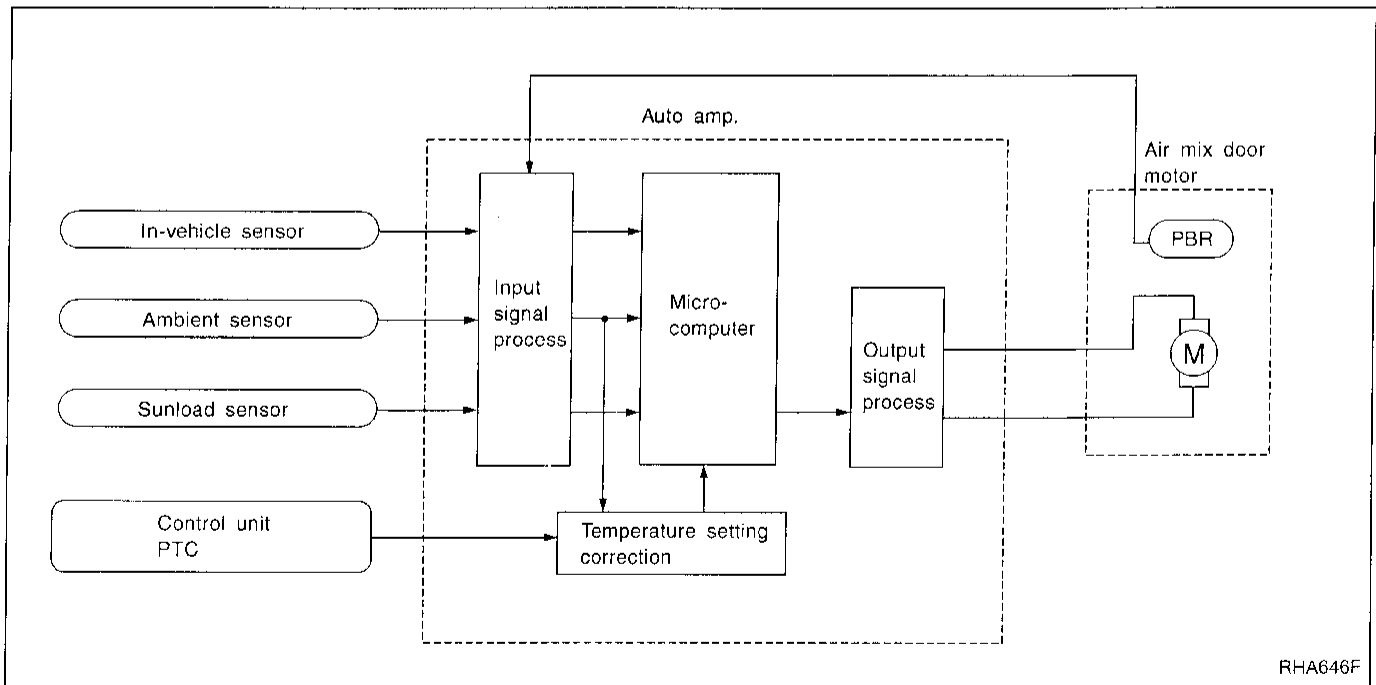 Auto amp.
Air mix door
motor
In-vehicle sensor
PBR
Ambient sensor
Input
signal
process
Micro-
computer
Output
signal
process
M
Sunload sensor
Control unit
PTC
Temperature setting
correction
RHA646F